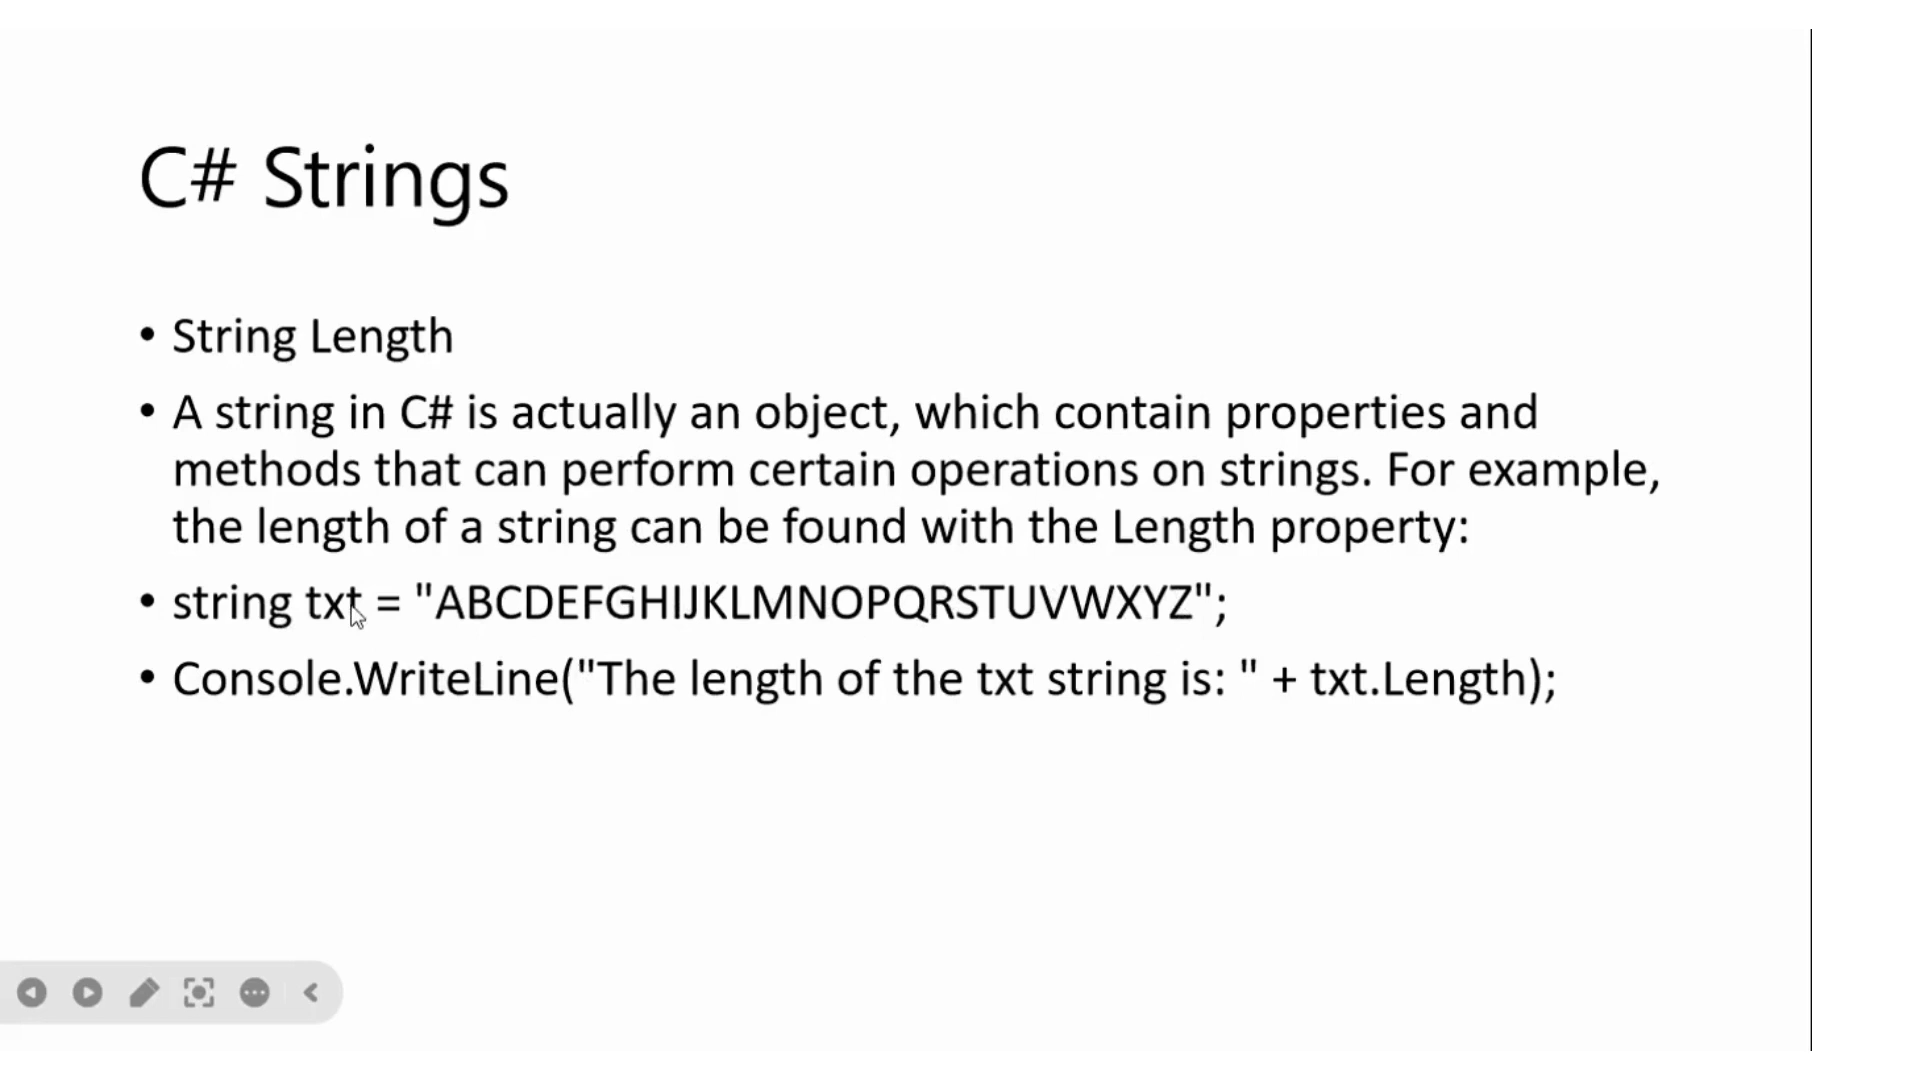 C# Strings
• String Length
• A string in C# is actually an object, which contain properties and
methods that can perform certain operations on strings. For example,
the length of a string can be found with the Length property:
• string txt = "ABCDEFGHIJKLMNOPQRSTUVWXYZ";
• Console.WriteLine("The length of the txt string is: " + txt.Length);